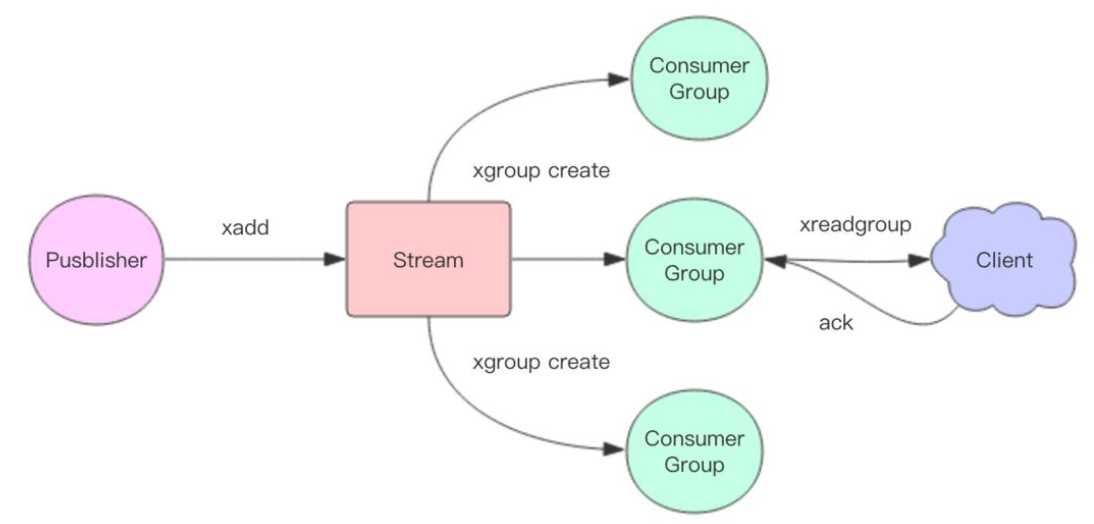 Consumer
Group
xgroup create
Pusblisher
xadd
Stream
Consumer
Group
xreadgroup
Client
ack
xgroup create
Consumer
Group